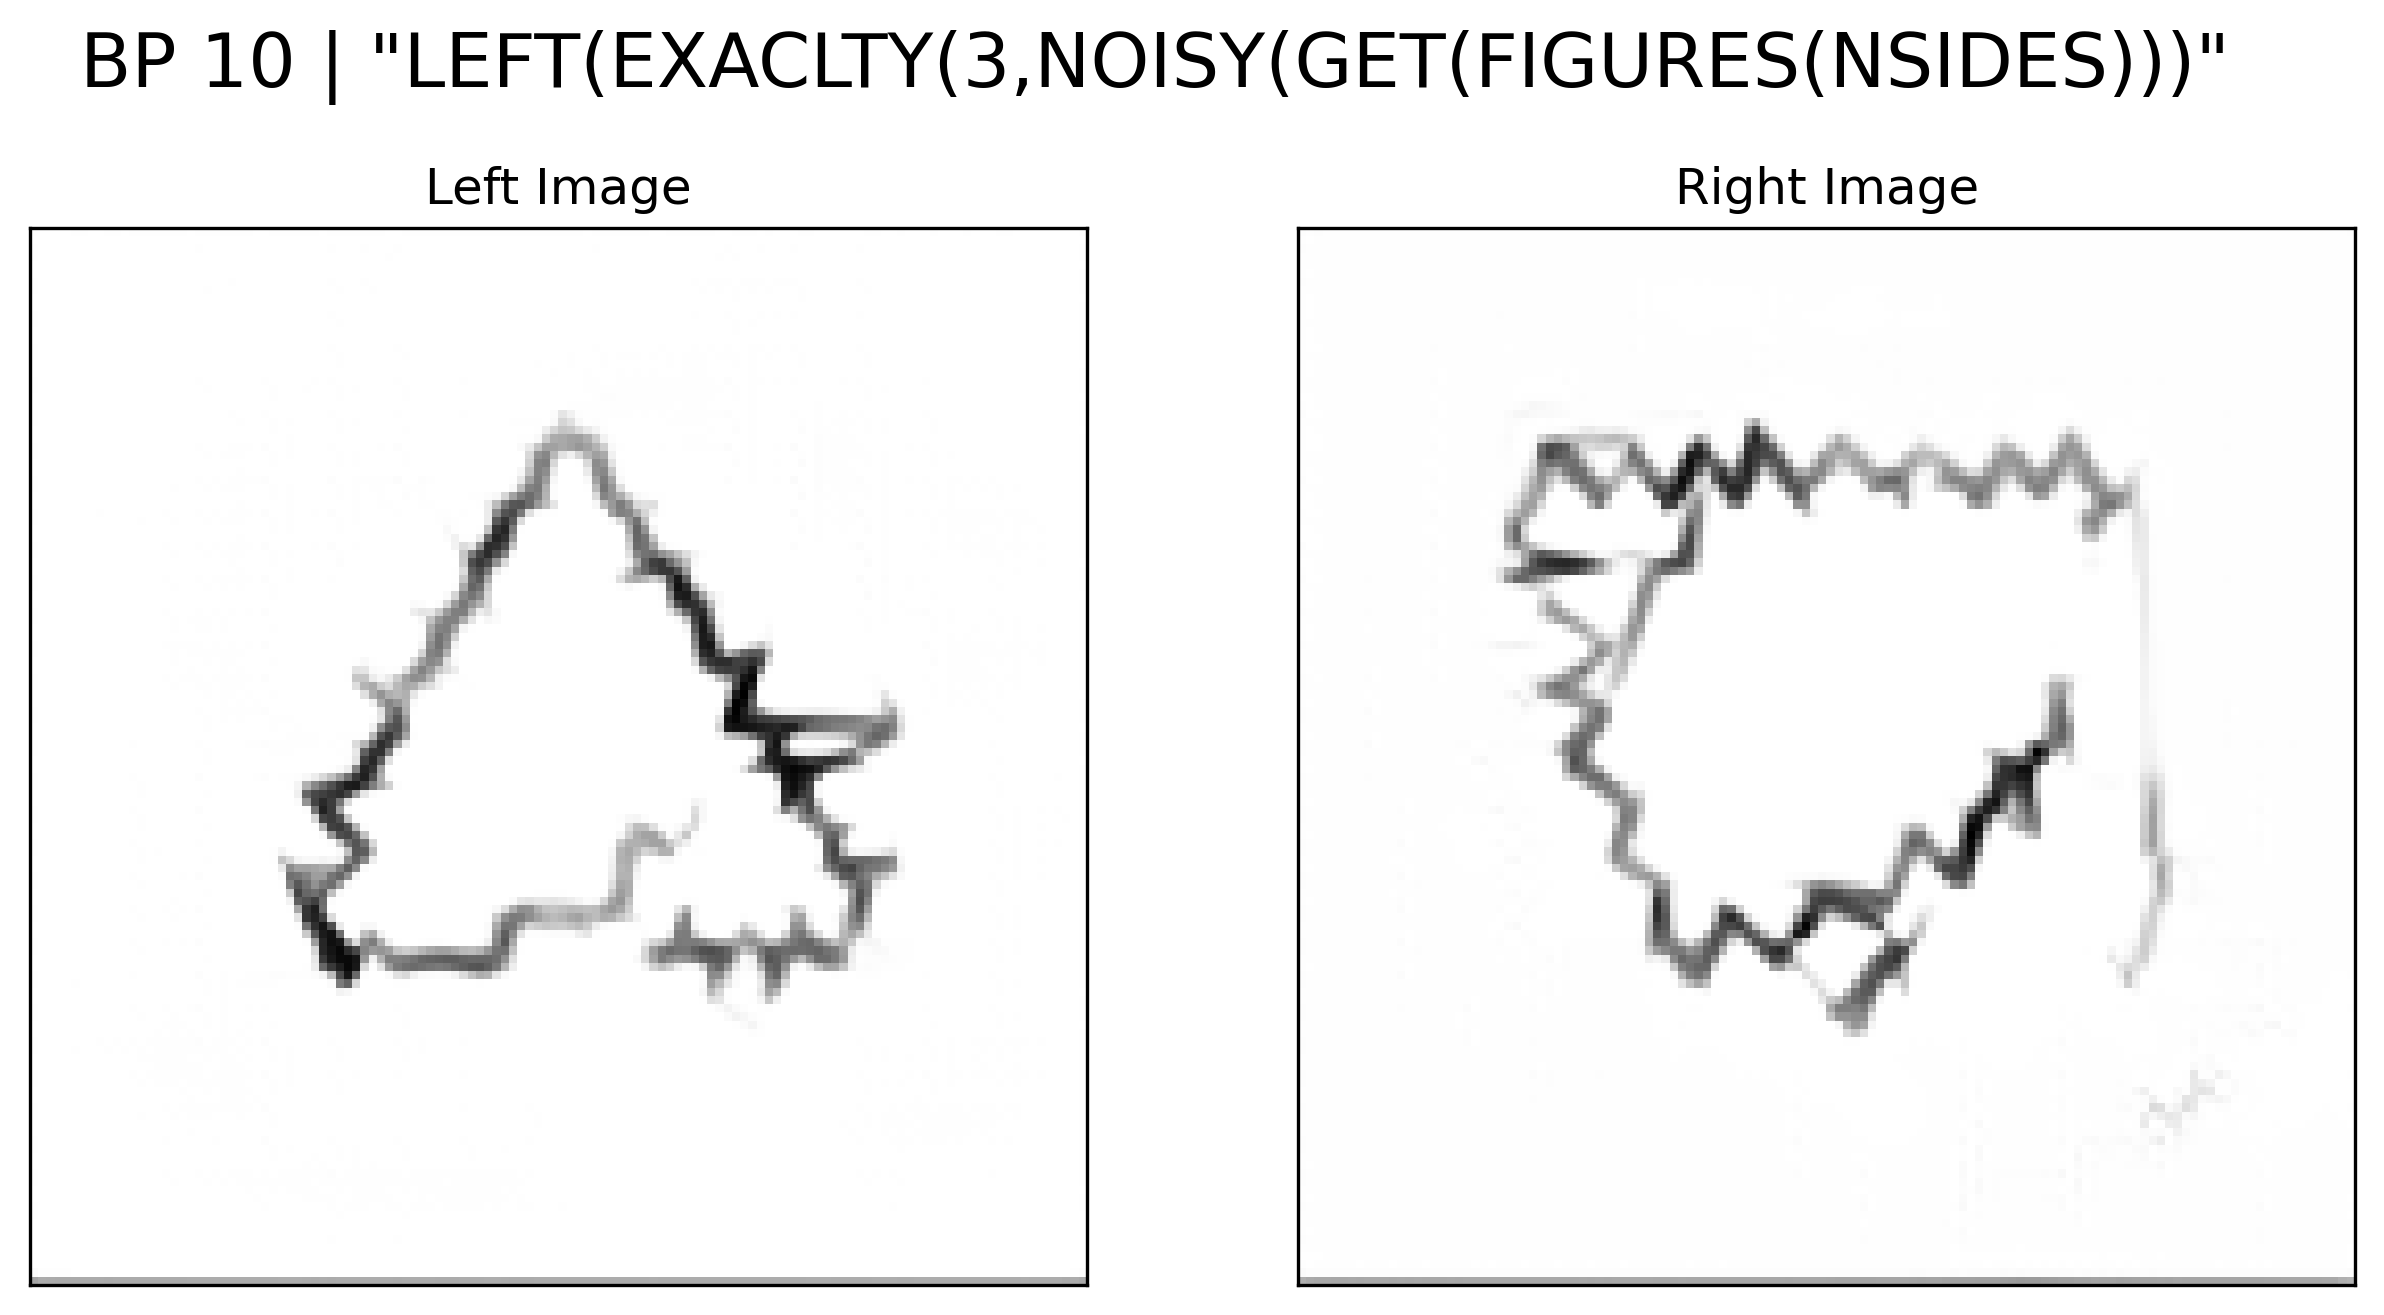 BP 10 | "LEFT(EXACLTY(3,NOISY(GET(FIGURES(NSIDES)))"
Left Image
Right Image